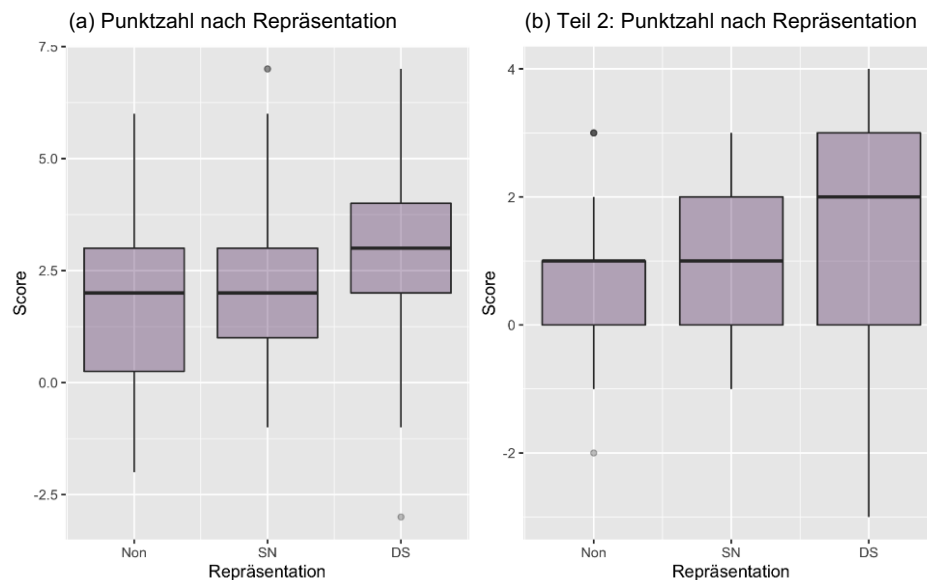 (a) Punktzahl nach Repräsentation
7.5
5.0
2.5
0.0
-2.5
Score
Non SN DS
Repräsentation
(b) Teil 2: Punktzahl nach Repräsentation
4
2
0
-2
Score
Non SN DS
Repräsentation